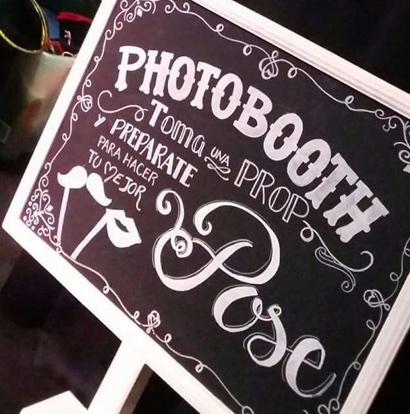 PHOTOBOOTH
Toma UNA PROP
Y PREPARATE
PARA HACER
TU MEJOR
Pose